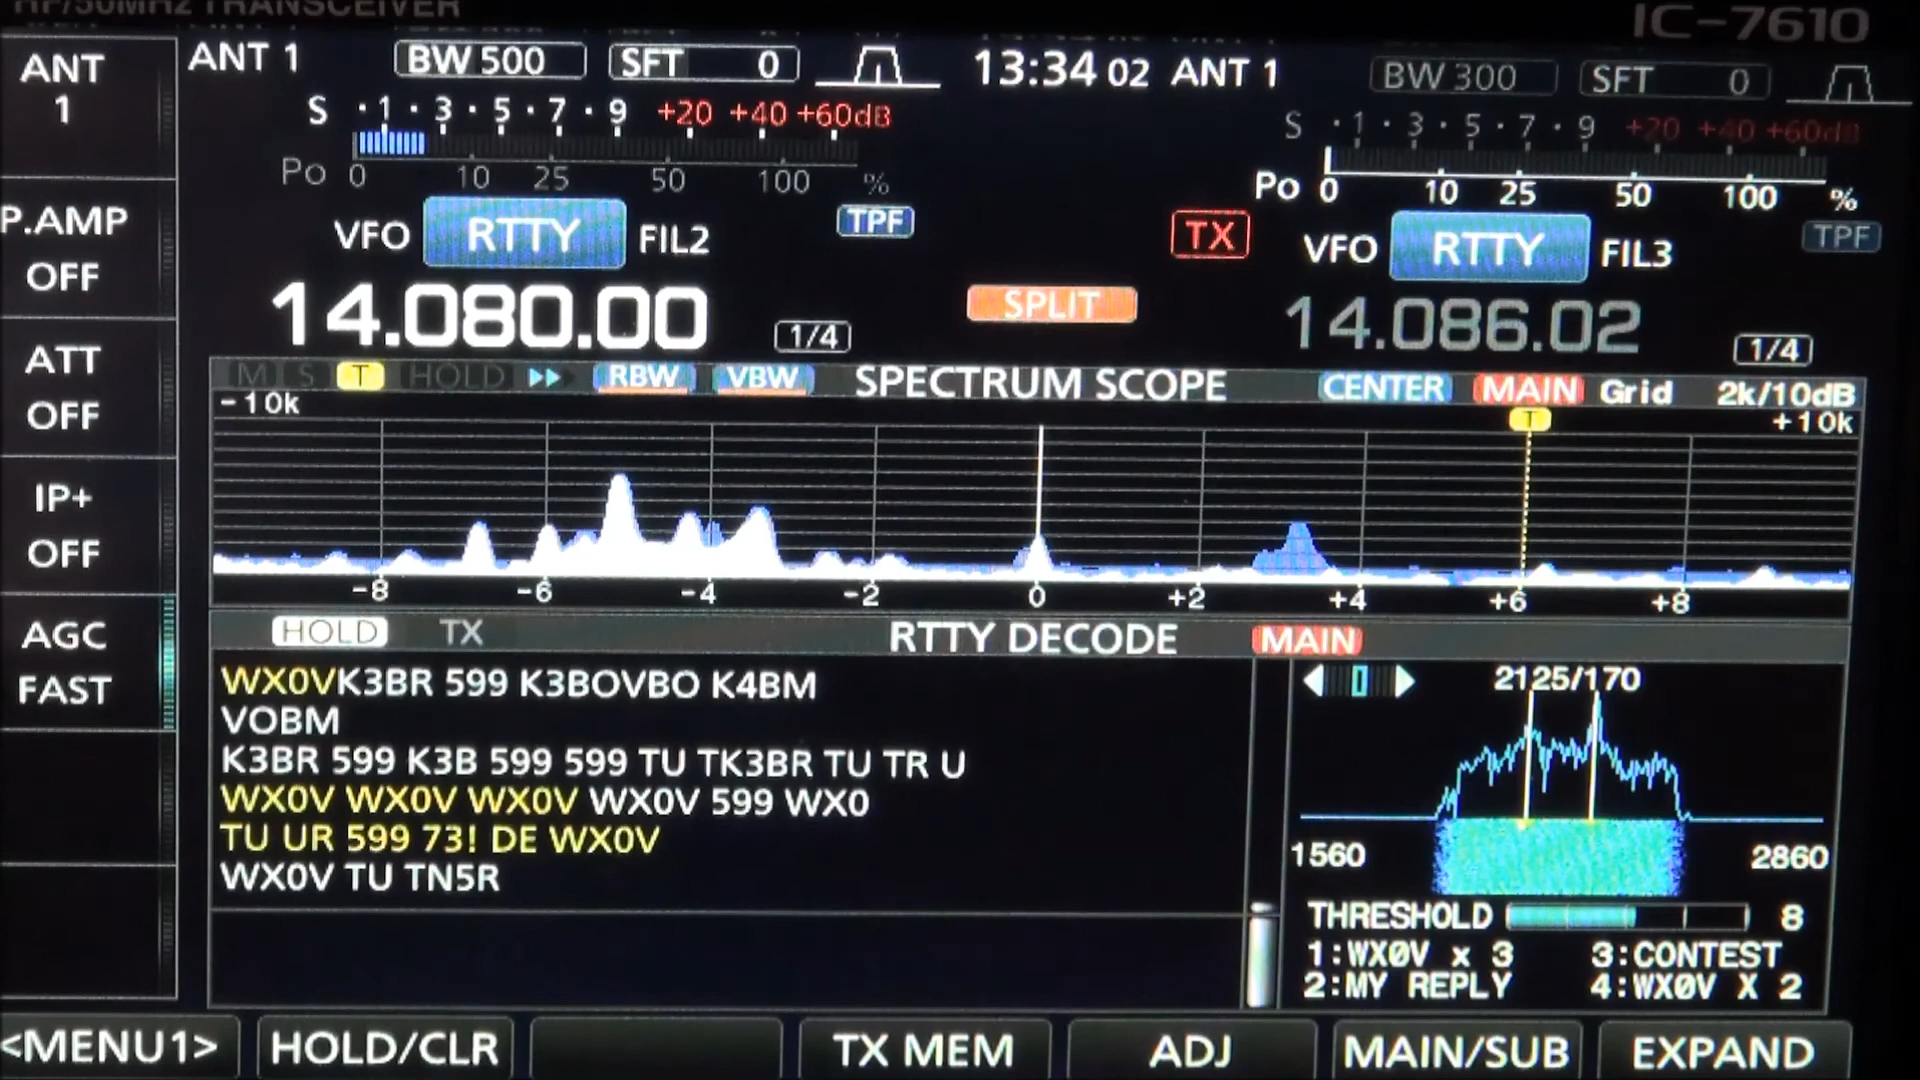 HF/50MHz TRANSCEIVER
IC-7610
ANT 1
P.AMP OFF
ATT OFF
IP+ OFF
AGC FAST
ANT 1 BW 500 SFT 0 13:34 02 ANT 1 BW 300 SFT 0
S ·1·3·5·7·9 +20 +40 +60dB
S ·1·3·5·7·9 +20 +40 +60dB
Po 0 10 25 50 100 %
Po 0 10 25 50 100 %
VFO RTTY FIL2 TPF
TX VFO RTTY FIL3 TPF
14.080.00 1/4 SPLIT 14.086.02 1/4
M S T HOLD RBW VBW SPECTRUM SCOPE CENTER MAIN Grid 2k/10dB
-10k T +10k
-8 -6 -4 -2 0 +2 +4 +6 +8
HOLD TX RTTY DECODE MAIN
WX0VK3BR 599 K3BOVBO K4BM
VOBM
K3BR 599 K3B 599 599 TU TK3BR TU TR U
WX0V WX0V WX0V WX0V 599 WX0
TU UR 599 73! DE WX0V
WX0V TU TN5R
2125/170
1560 2860
THRESHOLD 8
1:WX0V x 3 3:CONTEST
2:MY REPLY 4:WX0V X 2
<MENU1> HOLD/CLR TX MEM ADJ MAIN/SUB EXPAND